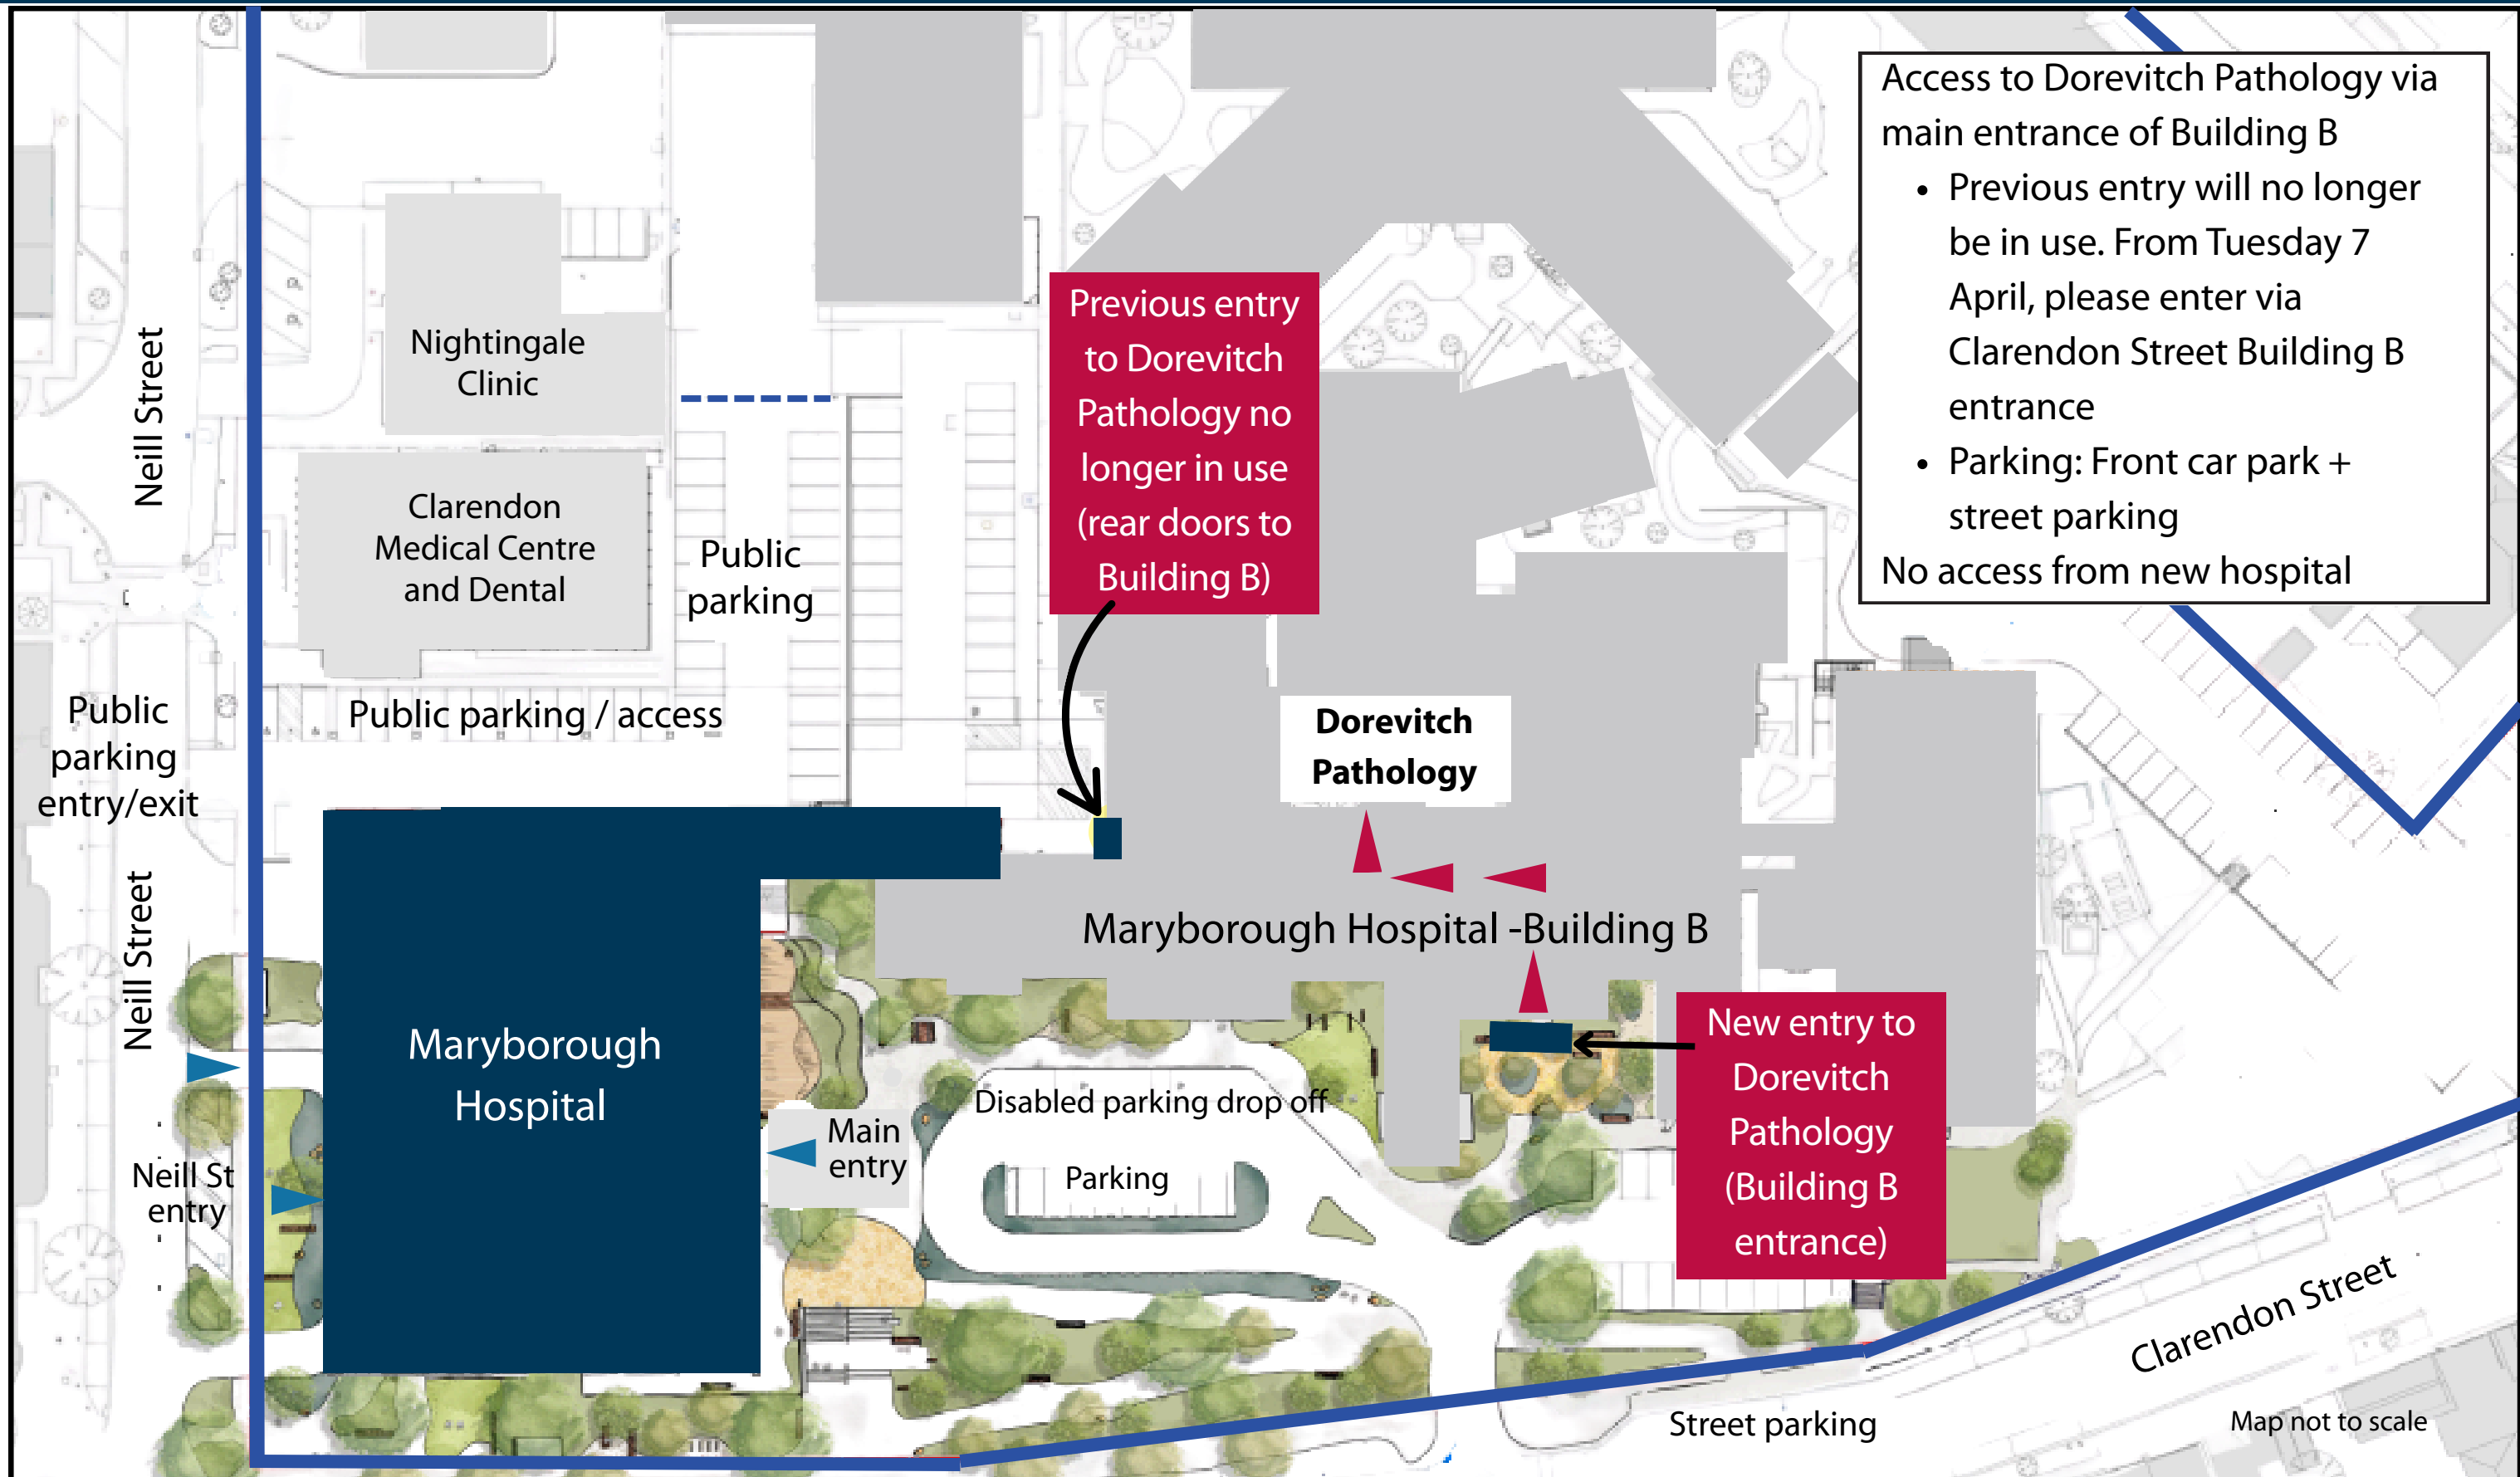 Access to Dorevitch Pathology via
main entrance of Building B
• Previous entry will no longer
be in use. From Tuesday 7
April, please enter via
Clarendon Street Building B
entrance
• Parking: Front car park +
street parking
No access from new hospital
Previous entry
to Dorevitch
Pathology no
longer in use
(rear doors to
Building B)
Neill Street
Nightingale
Clinic
Clarendon
Medical Centre
and Dental
Public
parking
Public
parking
entry/exit
Public parking / access
Dorevitch
Pathology
Neill Street
Maryborough Hospital -Building B
Maryborough
Hospital
New entry to
Dorevitch
Pathology
(Building B
entrance)
Disabled parking drop off
Main
entry
Parking
Neill St
entry
Clarendon Street
Street parking
Map not to scale